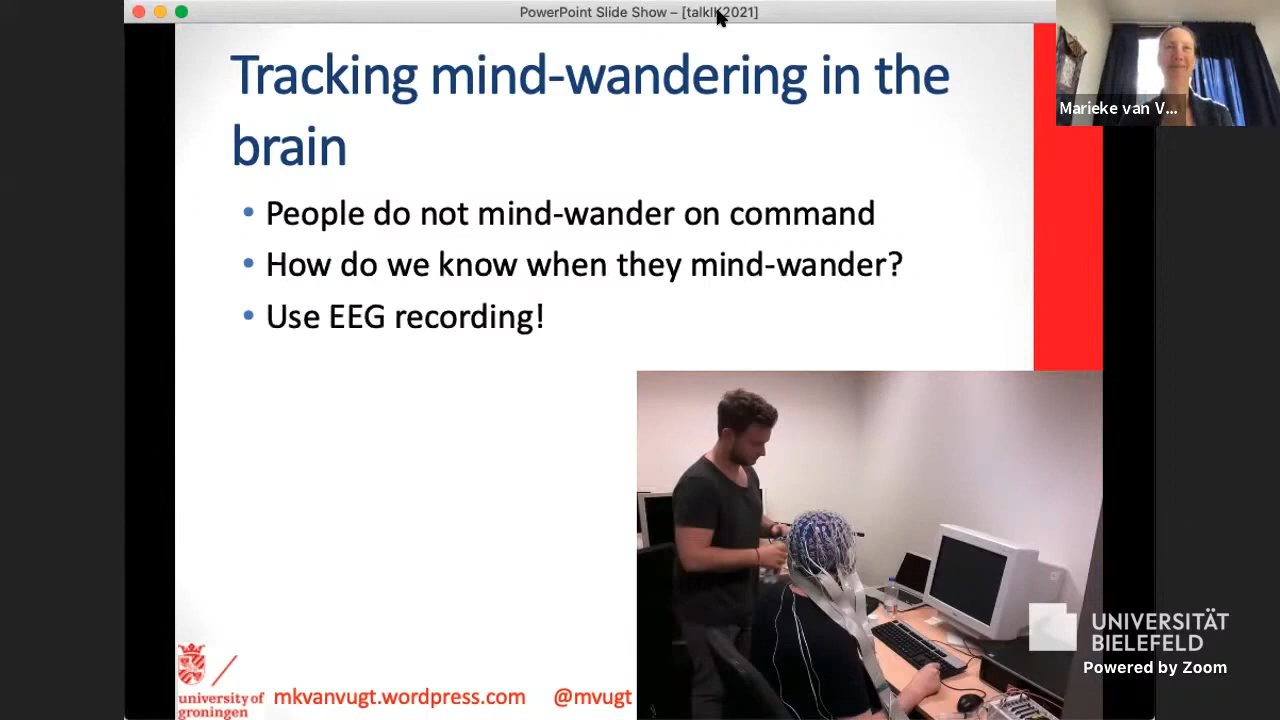 PowerPoint Slide Show – [talkIK2021]
Marieke van V...
Tracking mind-wandering in the
brain
• People do not mind-wander on command
• How do we know when they mind-wander?
• Use EEG recording!
UNIVERSITÄT
BIELEFELD
Powered by Zoom
university of
groningen
mkvanvugt.wordpress.com @mvugt